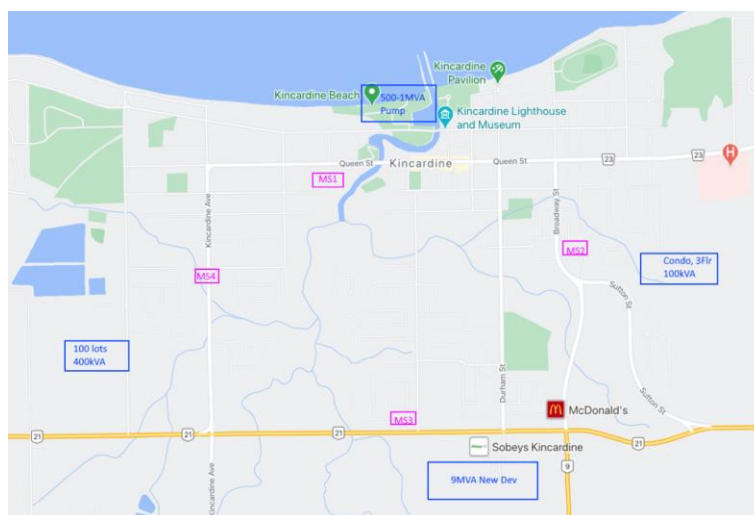 Kincardine
Pavilion
Kincardine Beach
500-1MVA
Pump
Kincardine Lighthouse
and Museum
Queen St
Kincardine
Queen St
23
23
H
MS1
Kincardine Ave
Broadway St
MS2
Condo, 3Flr
100kVA
MS4
Sutton St
100 lots
400kVA
Durham St
Sutton St
McDonald's
MS3
21
21
21
21
Sobeys Kincardine
Kincardine Ave
9
9MVA New Dev